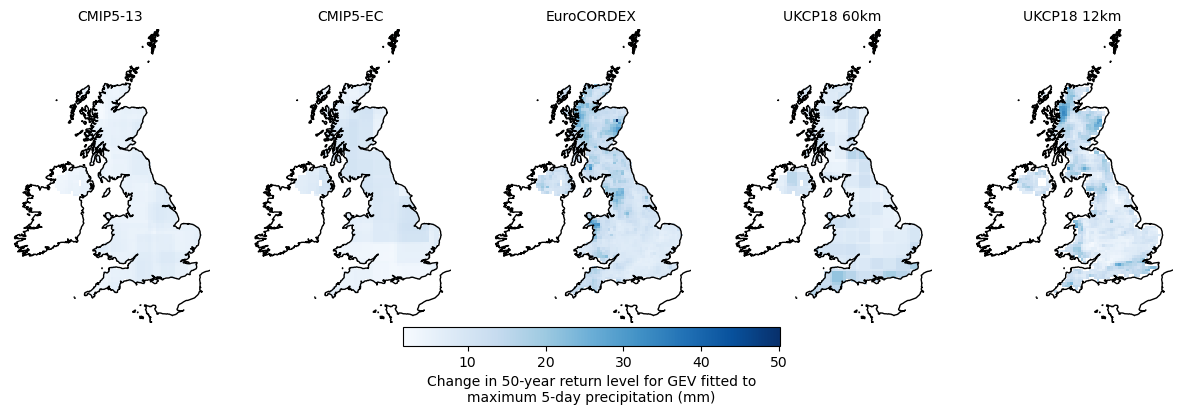 CMIP5-13 CMIP5-EC EuroCORDEX UKCP18 60km UKCP18 12km
10 20 30 40 50
Change in 50-year return level for GEV fitted to
maximum 5-day precipitation (mm)